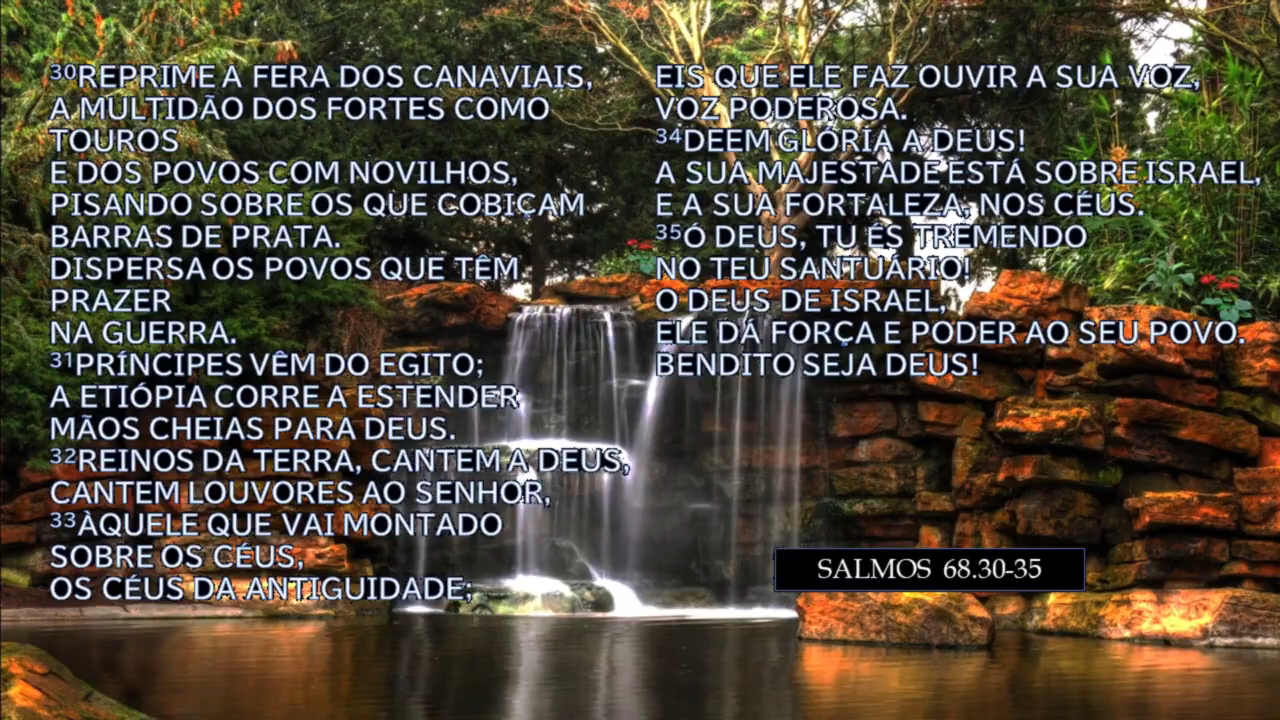 ³⁰REPRIME A FERA DOS CANAVIAIS,
A MULTIDÃO DOS FORTES COMO
TOUROS
E DOS POVOS COM NOVILHOS,
PISANDO SOBRE OS QUE COBIÇAM
BARRAS DE PRATA.
DISPERSA OS POVOS QUE TÊM
PRAZER
NA GUERRA.
³¹PRÍNCIPES VÊM DO EGITO;
A ETIÓPIA CORRE A ESTENDER
MÃOS CHEIAS PARA DEUS.
³²REINOS DA TERRA, CANTEM A DEUS,
CANTEM LOUVORES AO SENHOR,
³³ÀQUELE QUE VAI MONTADO
SOBRE OS CÉUS,
OS CÉUS DA ANTIGUIDADE;
EIS QUE ELE FAZ OUVIR A SUA VOZ,
VOZ PODEROSA.
³⁴DEEM GLÓRIA A DEUS!
A SUA MAJESTADE ESTÁ SOBRE ISRAEL,
E A SUA FORTALEZA, NOS CÉUS.
³⁵Ó DEUS, TU ÉS TREMENDO
NO TEU SANTUÁRIO!
O DEUS DE ISRAEL,
ELE DÁ FORÇA E PODER AO SEU POVO.
BENDITO SEJA DEUS!
SALMOS 68.30-35